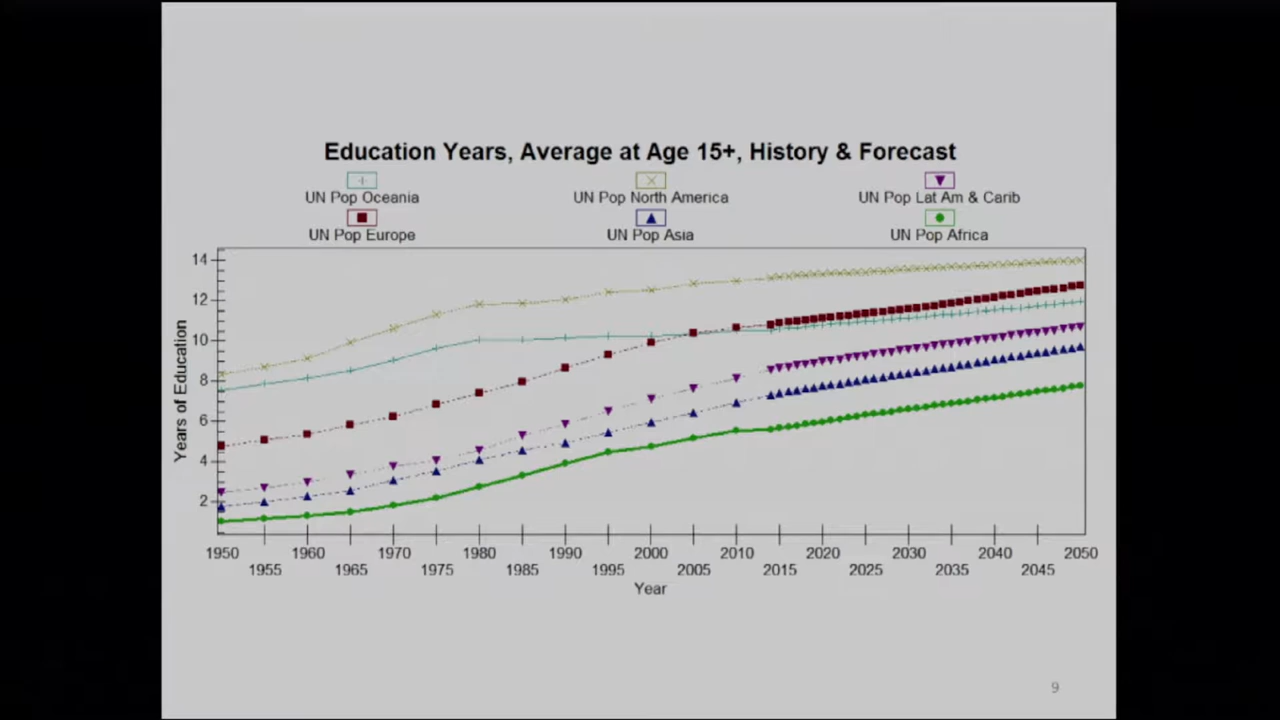 Education Years, Average at Age 15+, History & Forecast
UN Pop Oceania UN Pop North America UN Pop Lat Am & Carib
UN Pop Europe UN Pop Asia UN Pop Africa
14
12
10
8
6
4
2
Years of Education
1950 1960 1970 1980 1990 2000 2010 2020 2030 2040 2050
1955 1965 1975 1985 1995 2005 2015 2025 2035 2045
Year
9